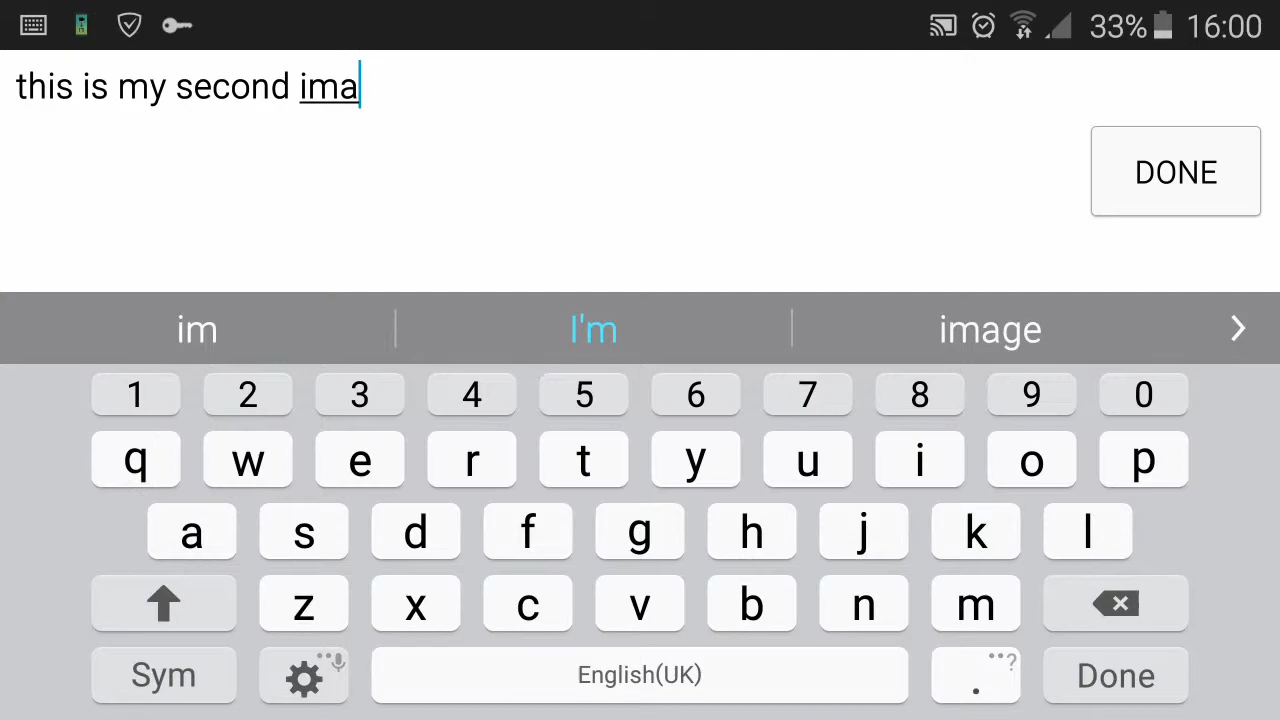 33% 16:00
this is my second ima
DONE
im I'm image
1 2 3 4 5 6 7 8 9 0
q w e r t y u i o p
a s d f g h j k l
z x c v b n m
Sym English(UK) . ? Done